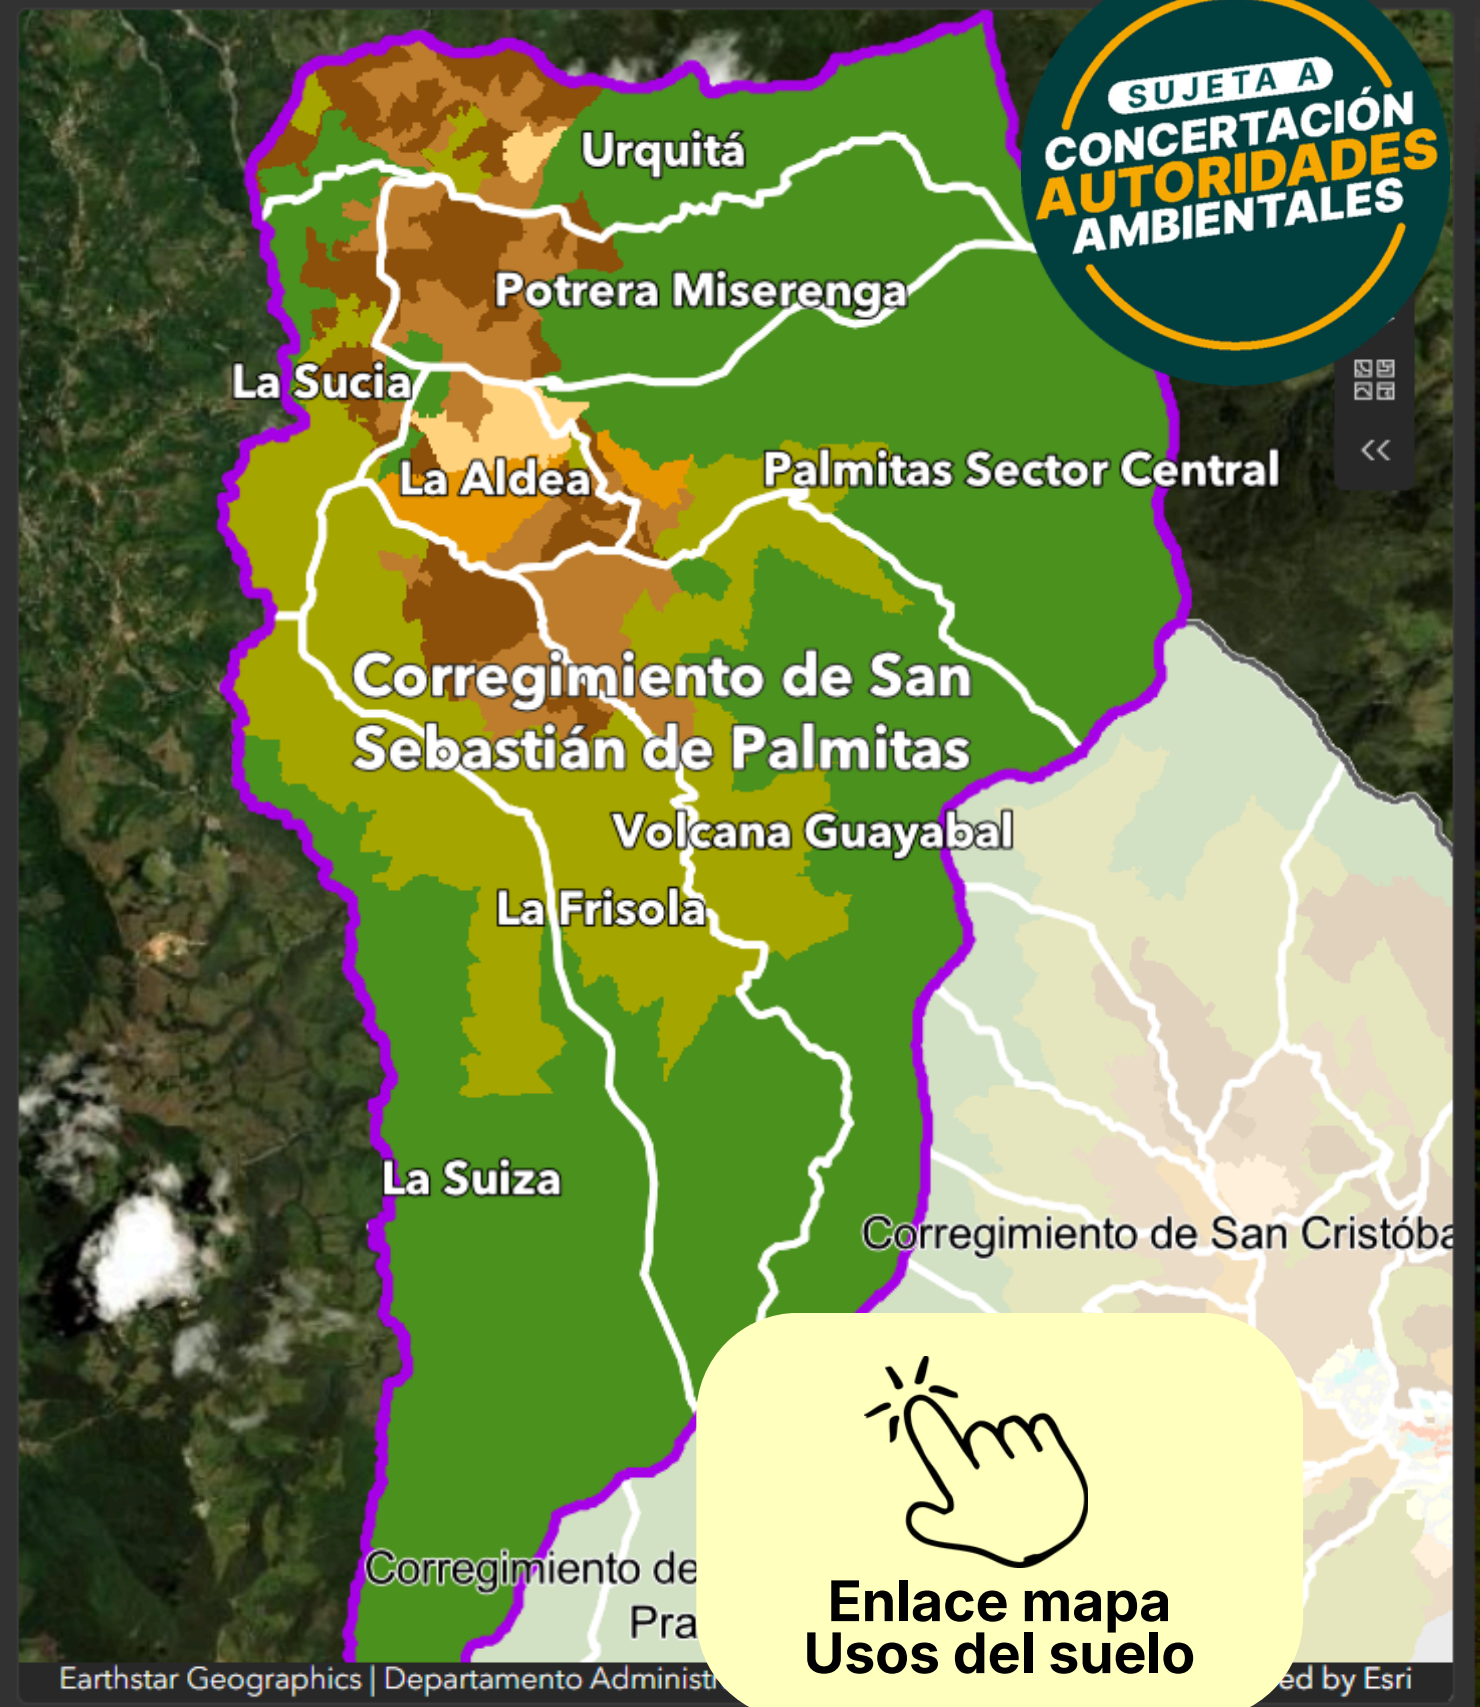 SUJETA A
CONCERTACIÓN
AUTORIDADES
AMBIENTALES
Urquitá
Potrera Miserenga
La Sucia
La Aldea
Palmitas Sector Central
Corregimiento de San
Sebastián de Palmitas
Volcana Guayabal
La Frisola
La Suiza
Corregimiento de San Cristóba
Corregimiento de
Pra
Enlace mapa
Usos del suelo
Earthstar Geographics | Departamento Administ ed by Esri